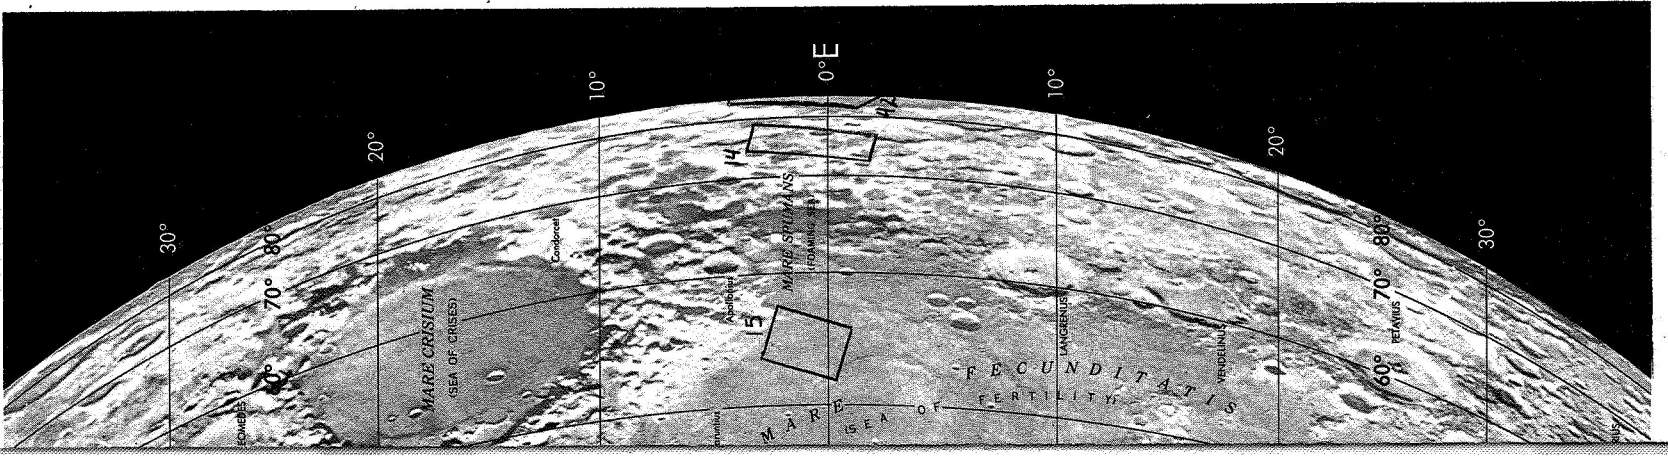 0°E
10°
10°
20°
20°
30°
30°
42
14
80°
80°
MARE SPUMANS
(FOAMING SEA)
Condorcet
70°
70°
MARE CRISIUM
(SEA OF CRISES)
Apollonius
15
LANGRENUS
VENDELINUS
PETAVIUS
60°
MARE FECUNDITATIS
(SEA OF FERTILITY)